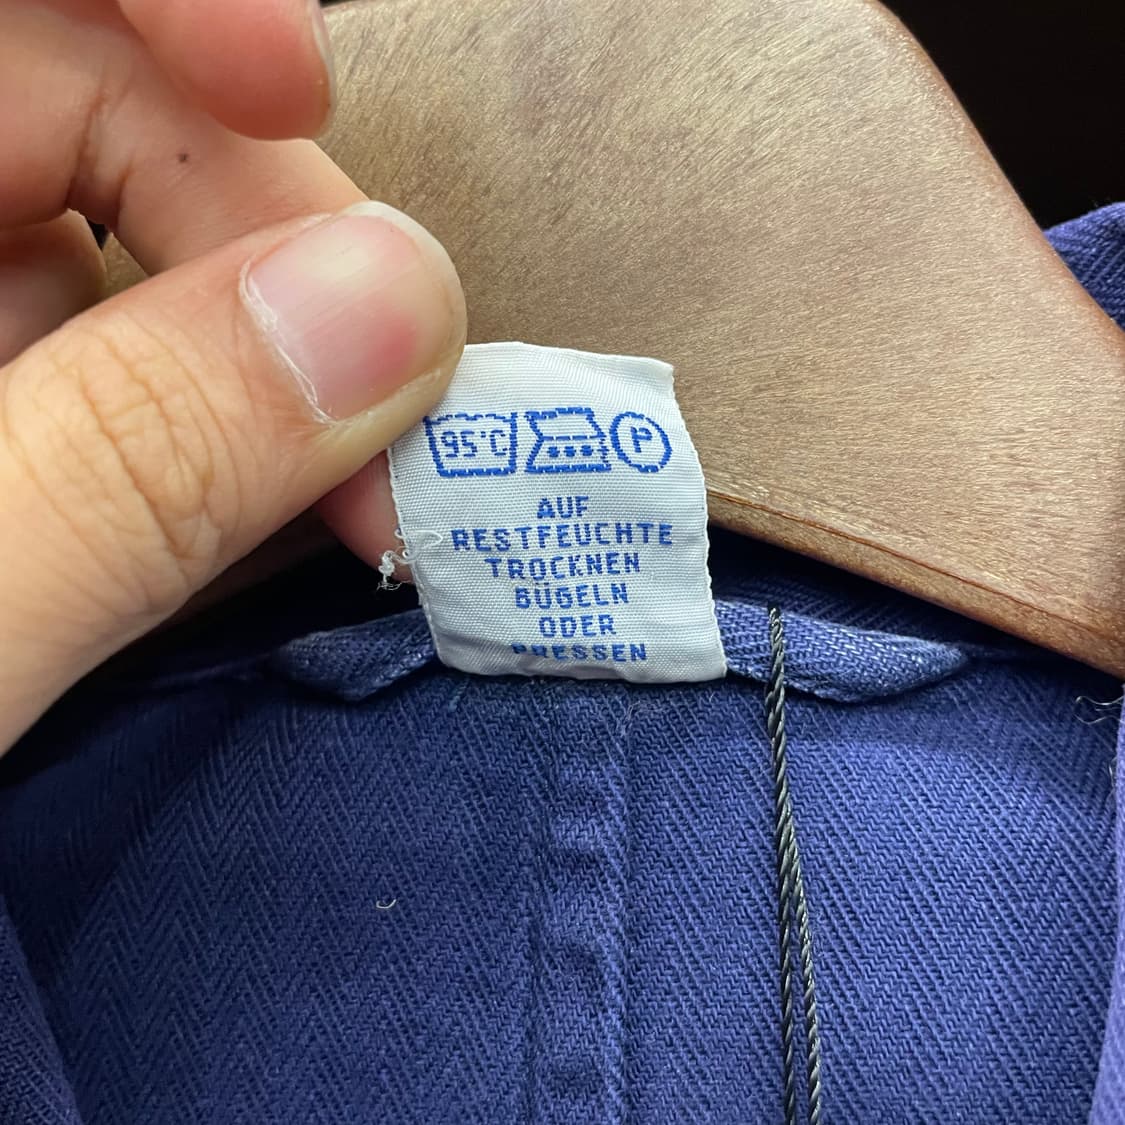 95°C P
AUF
RESTFEUCHTE
TROCKNEN
BÜGELN
ODER
PRESSEN